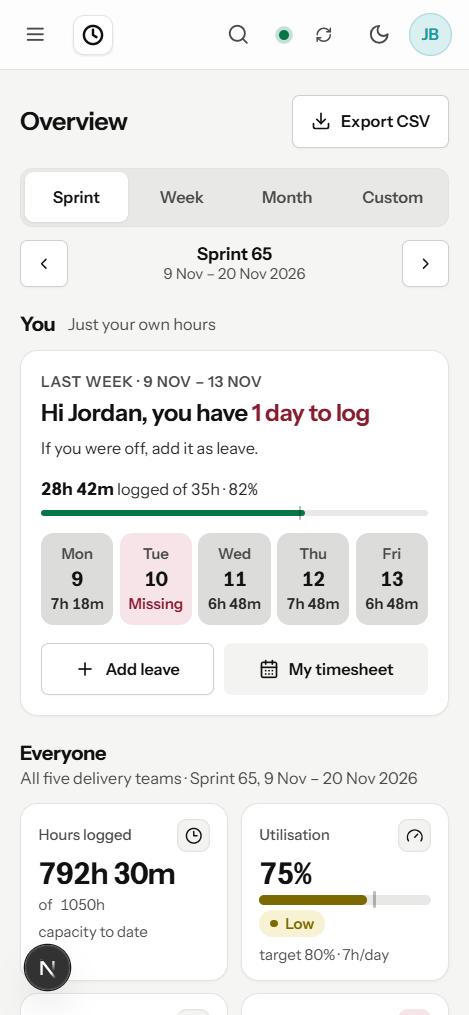 JB
Overview
Export CSV
Sprint Week Month Custom
Sprint 65
9 Nov – 20 Nov 2026
You Just your own hours
LAST WEEK · 9 NOV – 13 NOV
Hi Jordan, you have 1 day to log
If you were off, add it as leave.
28h 42m logged of 35h · 82%
Mon Tue Wed Thu Fri
9 10 11 12 13
7h 18m Missing 6h 48m 7h 48m 6h 48m
Add leave My timesheet
Everyone
All five delivery teams · Sprint 65, 9 Nov – 20 Nov 2026
Hours logged
792h 30m
of 1050h
capacity to date
Utilisation
75%
Low
target 80% · 7h/day
N